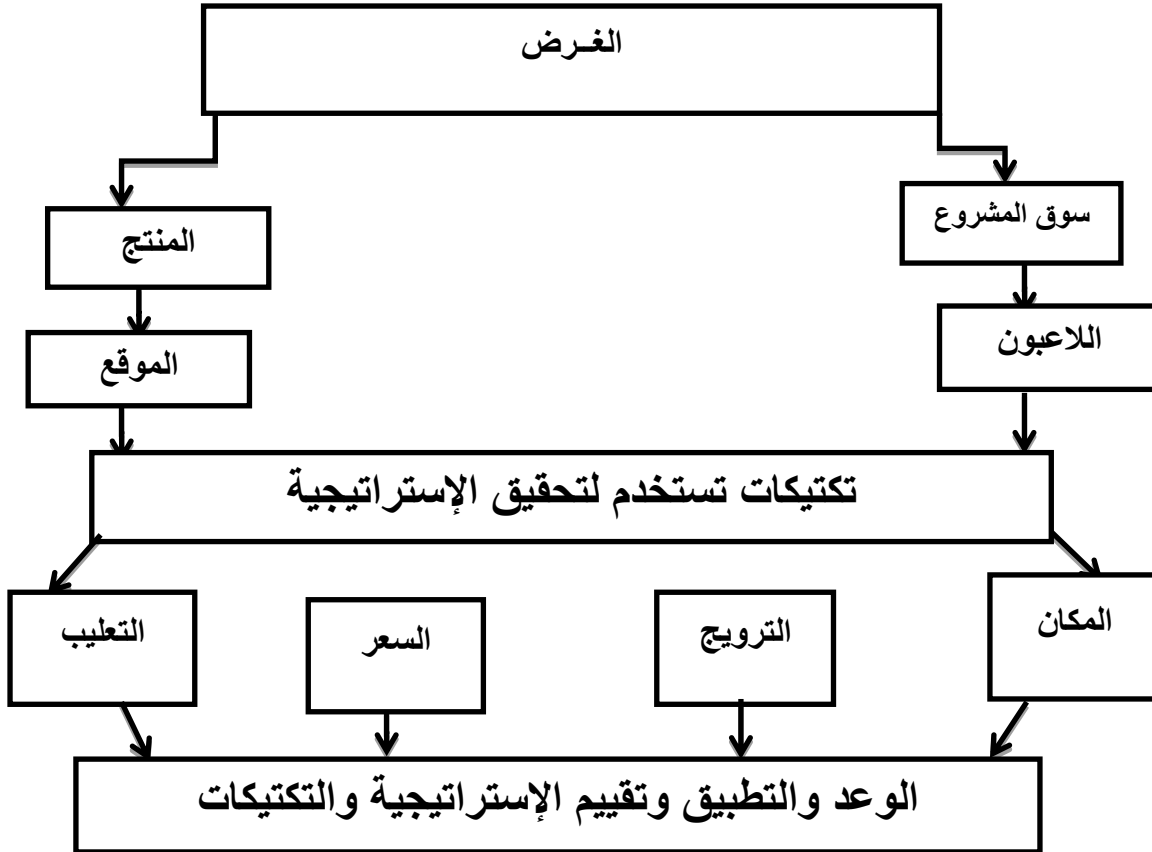 الغـرض
سوق المشروع
المنتج
اللاعبون
الموقع
تكتيكات تستخدم لتحقيق الإستراتيجية
المكان
الترويج
السعر
التعليب
الوعد والتطبيق وتقييم الإستراتيجية والتكتيكات